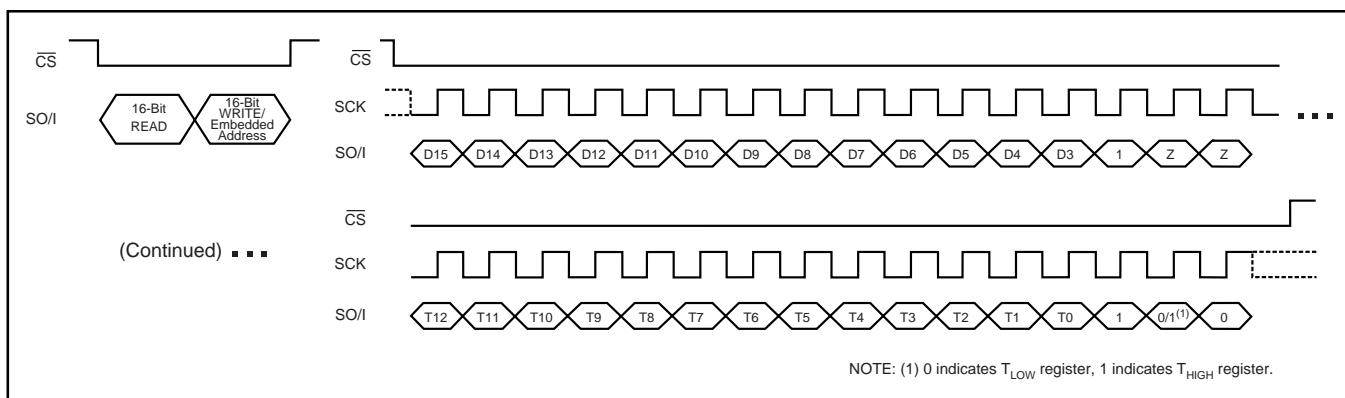 CS
SO/I
16-Bit
READ
16-Bit
WRITE/
Embedded
Address
CS
SCK
SO/I
D15 D14 D13 D12 D11 D10 D9 D8 D7 D6 D5 D4 D3 1 Z Z
(Continued)
CS
SCK
SO/I
T12 T11 T10 T9 T8 T7 T6 T5 T4 T3 T2 T1 T0 1 0/1(1) 0
NOTE: (1) 0 indicates TLOW register, 1 indicates THIGH register.